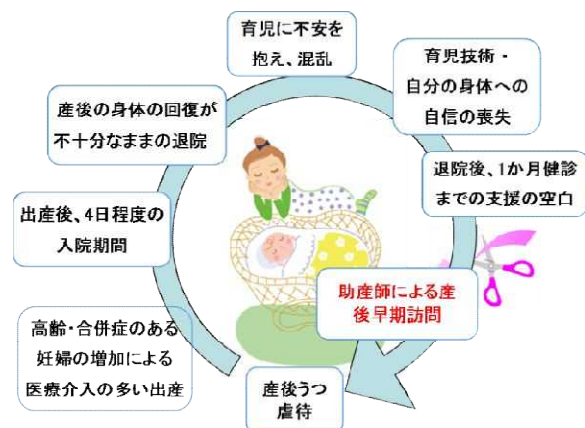 育児に不安を
抱え、混乱
育児技術・
自分の身体への
自信の喪失
産後の身体の回復が
不十分なままの退院
退院後、1か月健診
までの支援の空白
出産後、4日程度の
入院期間
助産師による産
後早期訪問
高齢・合併症のある
妊婦の増加による
医療介入の多い出産
産後うつ
虐待